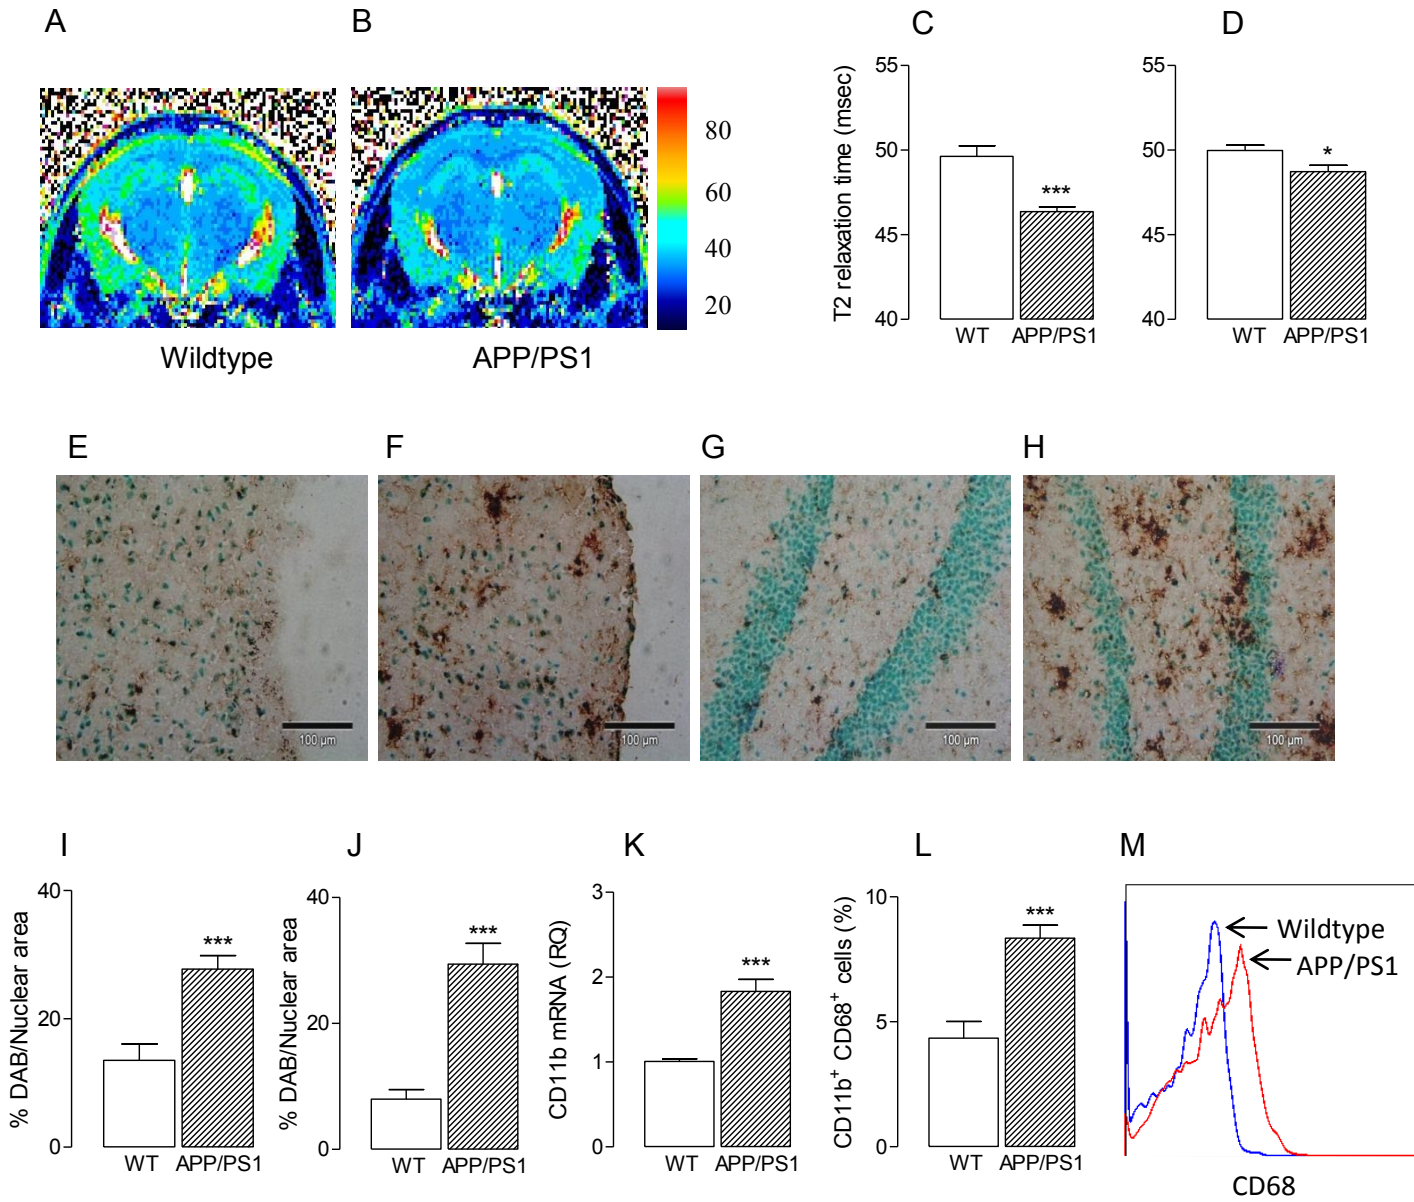 A
B
C
D
80
60
40
20
Wildtype
APP/PS1
T2 relaxation time (msec)
55
50
45
40
***
WT
APP/PS1
55
50
45
40
*
WT
APP/PS1
E
F
G
H
100 µm
100 µm
100 µm
100 µm
I
J
K
L
M
% DAB/Nuclear area
40
20
0
***
WT
APP/PS1
% DAB/Nuclear area
40
20
0
***
WT
APP/PS1
CD11b mRNA (RQ)
3
2
1
0
***
WT
APP/PS1
CD11b⁺ CD68⁺ cells (%)
10
5
0
***
WT
APP/PS1
Wildtype
APP/PS1
CD68